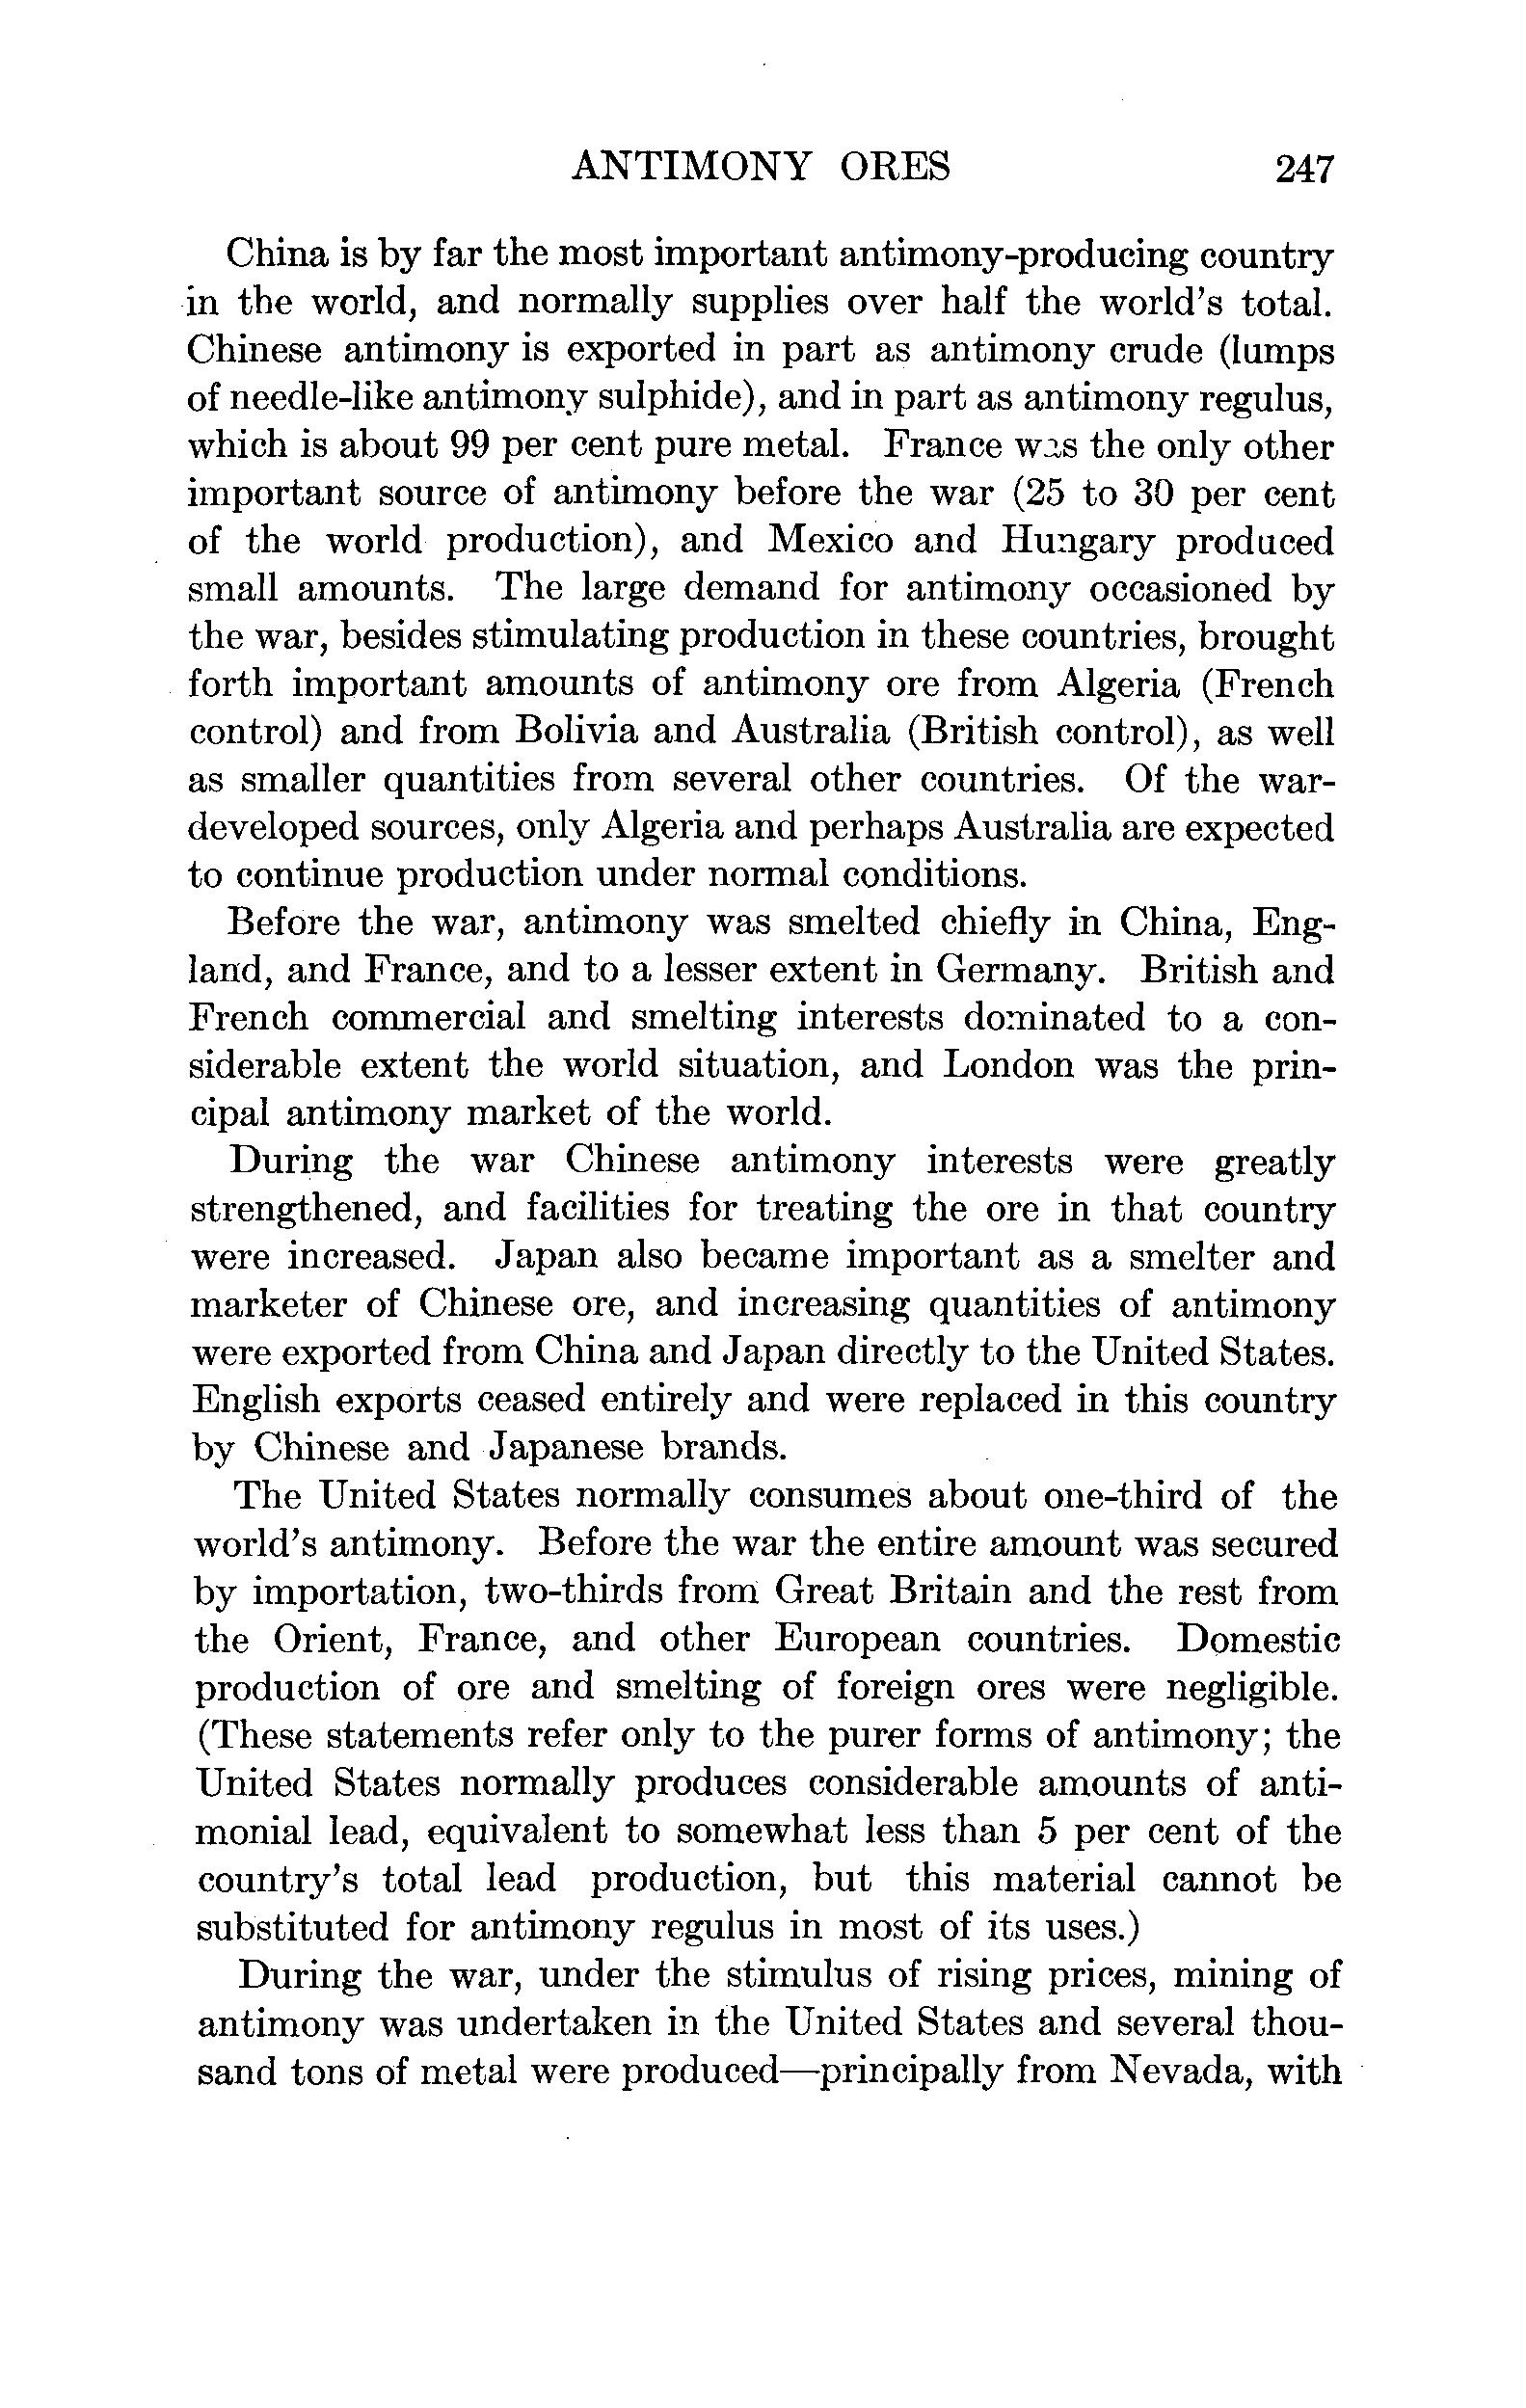 ANTIMONY ORES 247
China is by far the most important antimony-producing country
in the world, and normally supplies over half the world's total.
Chinese antimony is exported in part as antimony crude (lumps
of needle-like antimony sulphide), and in part as antimony regulus,
which is about 99 per cent pure metal. France was the only other
important source of antimony before the war (25 to 30 per cent
of the world production), and Mexico and Hungary produced
small amounts. The large demand for antimony occasioned by
the war, besides stimulating production in these countries, brought
forth important amounts of antimony ore from Algeria (French
control) and from Bolivia and Australia (British control), as well
as smaller quantities from several other countries. Of the war-
developed sources, only Algeria and perhaps Australia are expected
to continue production under normal conditions.
Before the war, antimony was smelted chiefly in China, Eng-
land, and France, and to a lesser extent in Germany. British and
French commercial and smelting interests dominated to a con-
siderable extent the world situation, and London was the prin-
cipal antimony market of the world.
During the war Chinese antimony interests were greatly
strengthened, and facilities for treating the ore in that country
were increased. Japan also became important as a smelter and
marketer of Chinese ore, and increasing quantities of antimony
were exported from China and Japan directly to the United States.
English exports ceased entirely and were replaced in this country
by Chinese and Japanese brands.
The United States normally consumes about one-third of the
world's antimony. Before the war the entire amount was secured
by importation, two-thirds from Great Britain and the rest from
the Orient, France, and other European countries. Domestic
production of ore and smelting of foreign ores were negligible.
(These statements refer only to the purer forms of antimony; the
United States normally produces considerable amounts of anti-
monial lead, equivalent to somewhat less than 5 per cent of the
country's total lead production, but this material cannot be
substituted for antimony regulus in most of its uses.)
During the war, under the stimulus of rising prices, mining of
antimony was undertaken in the United States and several thou-
sand tons of metal were produced—principally from Nevada, with